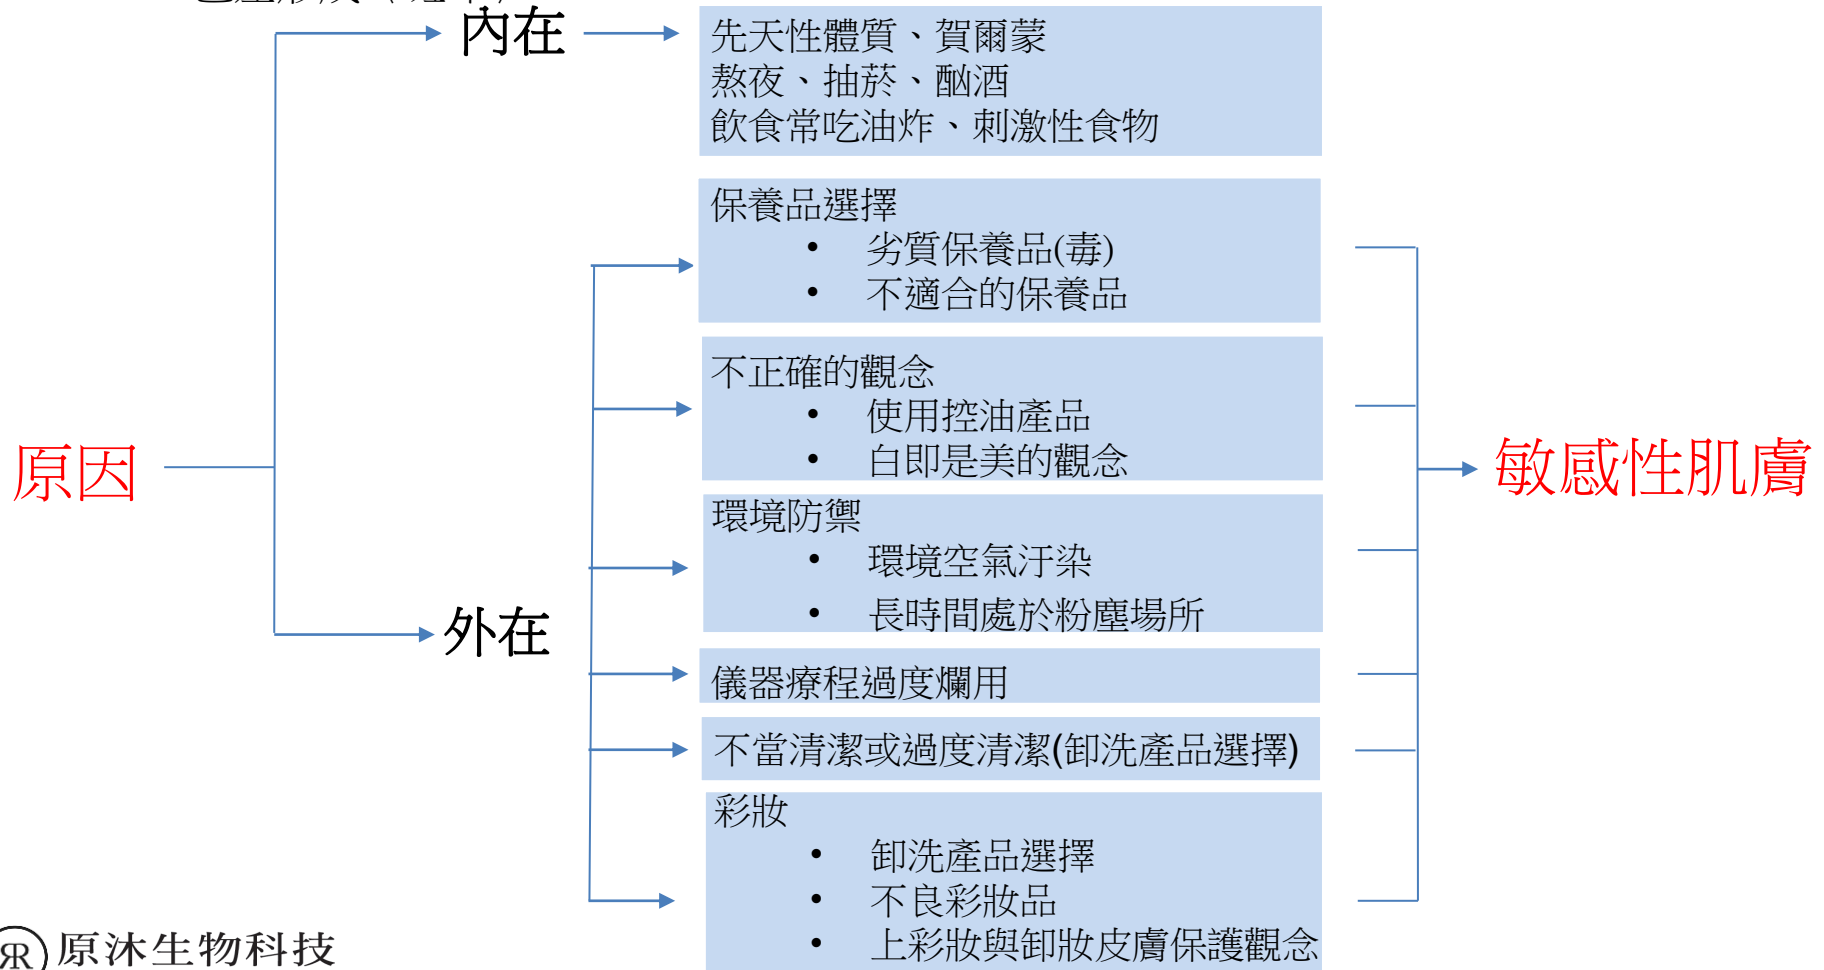 內在
先天性體質、賀爾蒙
熬夜、抽菸、酗酒
飲食常吃油炸、刺激性食物
保養品選擇
• 劣質保養品(毒)
• 不適合的保養品
不正確的觀念
• 使用控油產品
• 白即是美的觀念
原因
敏感性肌膚
環境防禦
• 環境空氣汙染
• 長時間處於粉塵場所
外在
儀器療程過度爛用
不當清潔或過度清潔(卸洗產品選擇)
彩妝
• 卸洗產品選擇
• 不良彩妝品
• 上彩妝與卸妝皮膚保護觀念
原沐生物科技